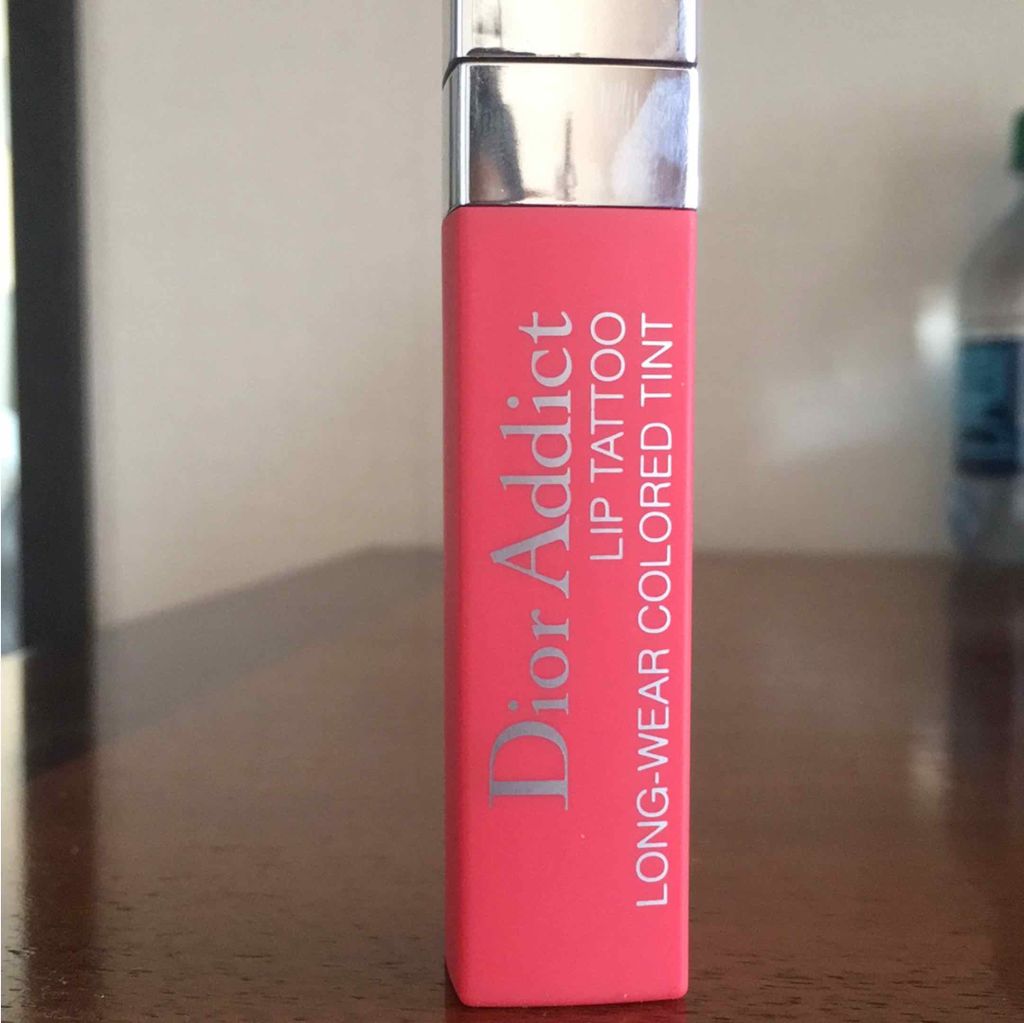 Dior Addict
LIP TATTOO
LONG-WEAR COLORED TINT